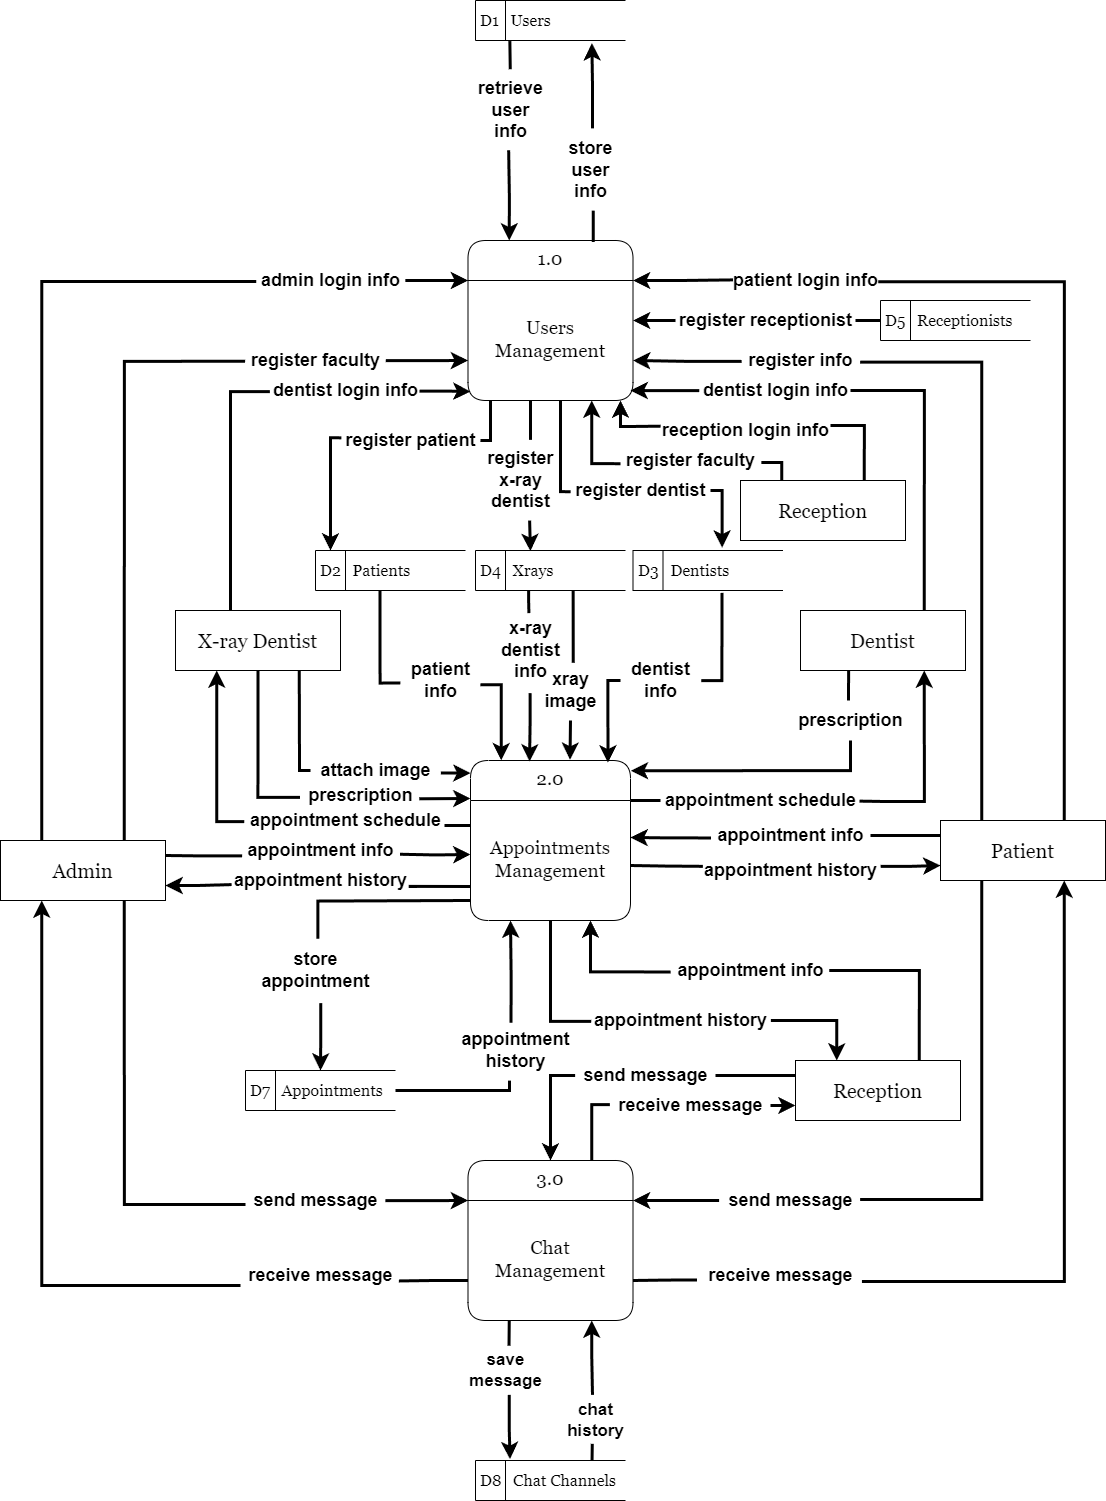 D1 Users
retrieve
user
info
store
user
info
1.0
Users
Management
admin login info
patient login info
register receptionist
D5 Receptionists
register faculty
register info
dentist login info
dentist login info
reception login info
register patient
register
x-ray
dentist
register faculty
register dentist
Reception
D2 Patients
D4 Xrays
D3 Dentists
X-ray Dentist
Dentist
patient
info
x-ray
dentist
info
xray
image
dentist
info
prescription
2.0
Appointments
Management
attach image
prescription
appointment schedule
appointment schedule
appointment info
appointment history
appointment info
appointment history
Admin
Patient
store
appointment
appointment info
appointment history
appointment
history
D7 Appointments
Reception
send message
receive message
3.0
Chat
Management
send message
send message
receive message
receive message
save
message
chat
history
D8 Chat Channels